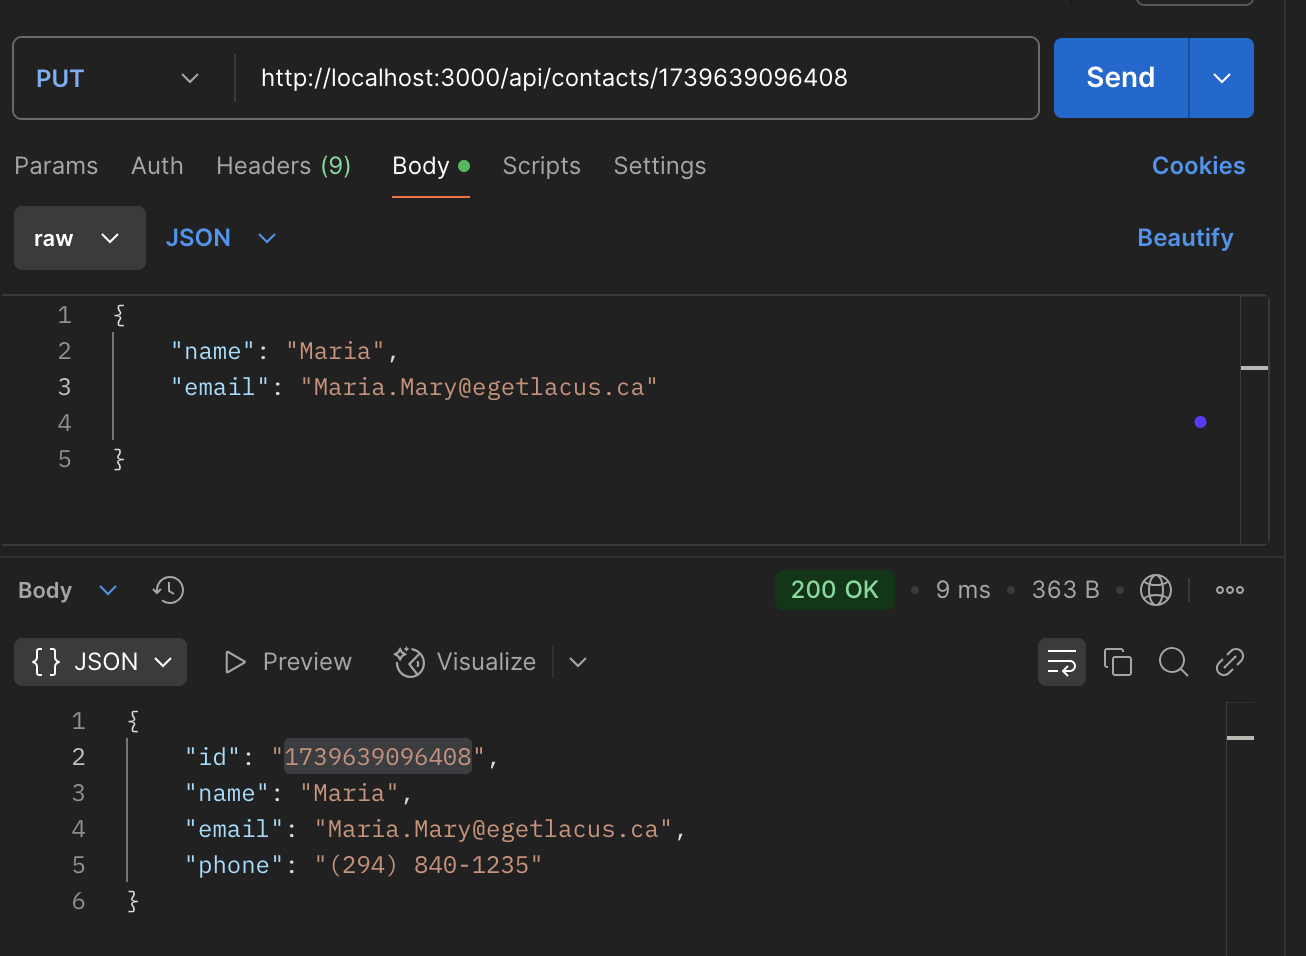 PUT http://localhost:3000/api/contacts/1739639096408 Send
Params Auth Headers (9) Body Scripts Settings Cookies
raw JSON Beautify
1 {
2 "name": "Maria",
3 "email": "Maria.Mary@egetlacus.ca"
4
5 }
Body 200 OK 9 ms 363 B
{} JSON Preview Visualize
1 {
2 "id": "1739639096408",
3 "name": "Maria",
4 "email": "Maria.Mary@egetlacus.ca",
5 "phone": "(294) 840-1235"
6 }